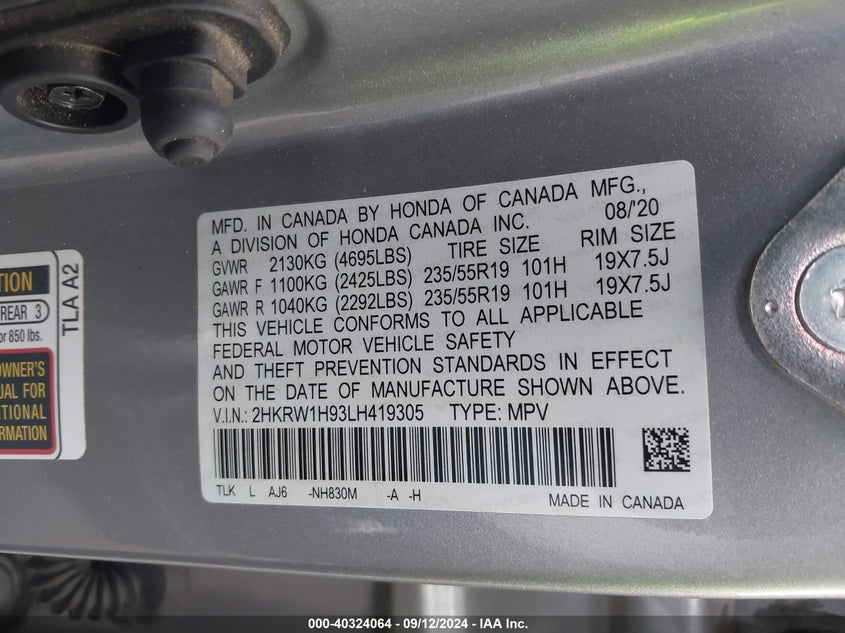 MFD. IN CANADA BY HONDA OF CANADA MFG.,
A DIVISION OF HONDA CANADA INC. 08/'20
GVWR 2130KG (4695LBS) TIRE SIZE RIM SIZE
GAWR F 1100KG (2425LBS) 235/55R19 101H 19X7.5J
GAWR R 1040KG (2292LBS) 235/55R19 101H 19X7.5J
THIS VEHICLE CONFORMS TO ALL APPLICABLE
FEDERAL MOTOR VEHICLE SAFETY
AND THEFT PREVENTION STANDARDS IN EFFECT
ON THE DATE OF MANUFACTURE SHOWN ABOVE.
V.I.N.: 2HKRW1H93LH419305 TYPE: MPV
TLK L AJ6 -NH830M -A -H
MADE IN CANADA
REAR 3
or 850 lbs.
OWNER'S
FOR
TLA A2
000-40324064 - 09/12/2024 - IAA Inc.